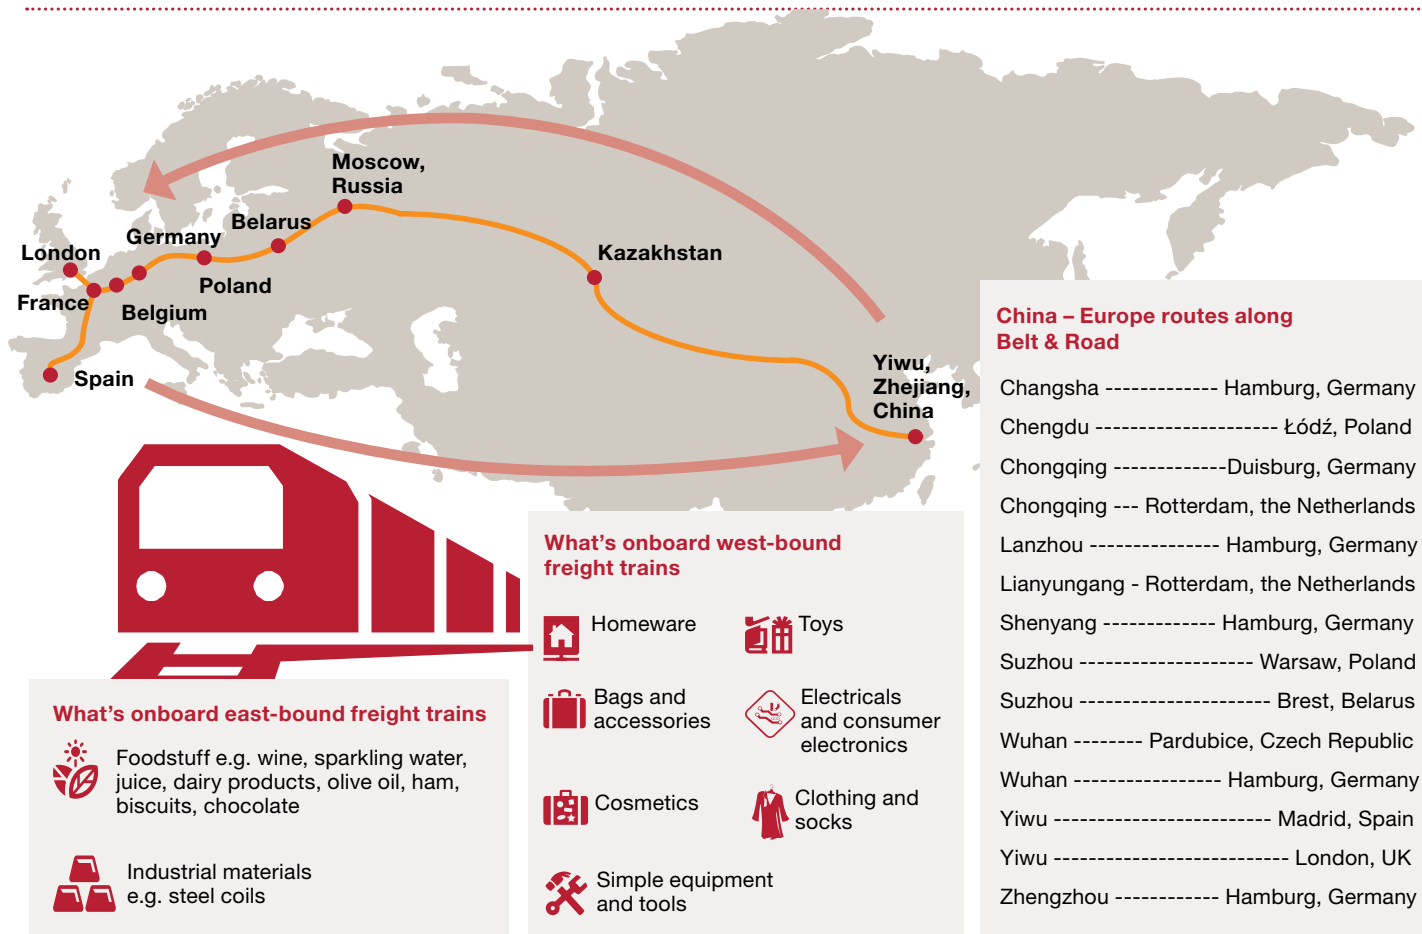 Moscow,
Russia
Belarus
Germany
London
Poland
France
Belgium
Spain
Kazakhstan
Yiwu,
Zhejiang,
China
China – Europe routes along
Belt & Road
Changsha ------------- Hamburg, Germany
Chengdu --------------------- Łódź, Poland
Chongqing -------------Duisburg, Germany
Chongqing --- Rotterdam, the Netherlands
Lanzhou --------------- Hamburg, Germany
Lianyungang - Rotterdam, the Netherlands
Shenyang ------------- Hamburg, Germany
Suzhou -------------------- Warsaw, Poland
Suzhou ---------------------- Brest, Belarus
Wuhan -------- Pardubice, Czech Republic
Wuhan ----------------- Hamburg, Germany
Yiwu ------------------------- Madrid, Spain
Yiwu --------------------------- London, UK
Zhengzhou ------------ Hamburg, Germany
What's onboard west-bound
freight trains
Homeware
Toys
Bags and
accessories
Electricals
and consumer
electronics
Cosmetics
Clothing and
socks
Simple equipment
and tools
What's onboard east-bound freight trains
Foodstuff e.g. wine, sparkling water,
juice, dairy products, olive oil, ham,
biscuits, chocolate
Industrial materials
e.g. steel coils